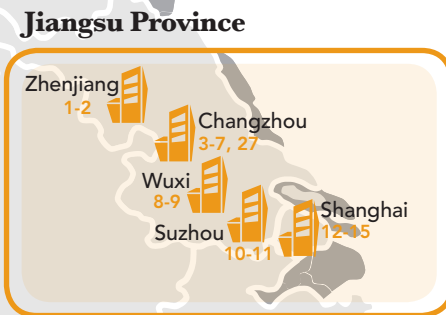 Jiangsu Province
Zhenjiang
1-2
Changzhou
3-7, 27
Wuxi
8-9
Suzhou
10-11
Shanghai
12-15